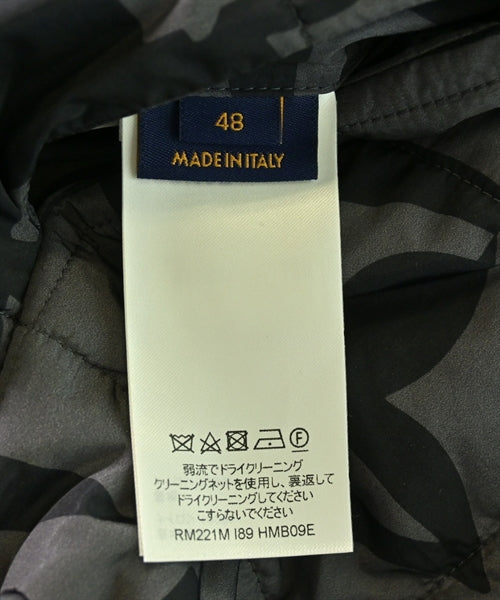 48
MADE IN ITALY
弱流でドライクリーニング
クリーニングネットを使用し、裏返して
ドライクリーニングしてください
こすらないでください
RM221M I89 HMB09E